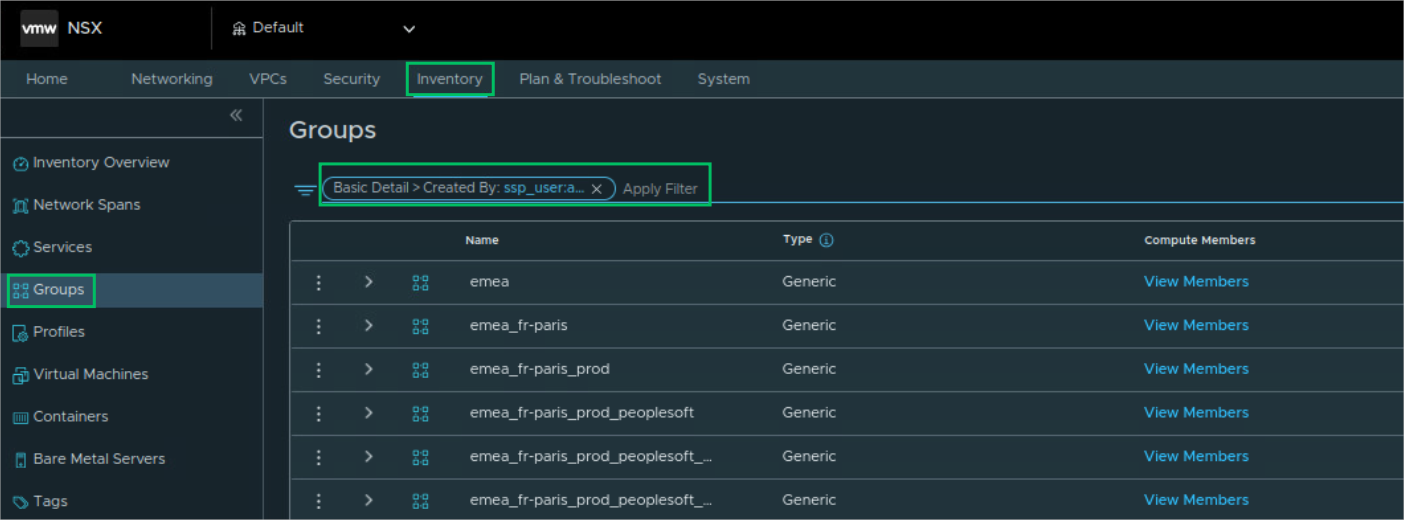 vmw NSX Default
Home Networking VPCs Security Inventory Plan & Troubleshoot System
Groups
Inventory Overview
Basic Detail > Created By: ssp_user:a... × Apply Filter
Network Spans
Services
Groups
Profiles
Virtual Machines
Containers
Bare Metal Servers
Tags
Name Type Compute Members
emea Generic View Members
emea_fr-paris Generic View Members
emea_fr-paris_prod Generic View Members
emea_fr-paris_prod_peoplesoft Generic View Members
emea_fr-paris_prod_peoplesoft_... Generic View Members
emea_fr-paris_prod_peoplesoft_... Generic View Members